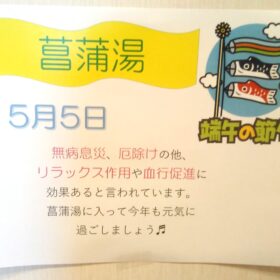 菖蒲湯
5月5日
端午の節句
無病息災、厄除けの他、
リラックス作用や血行促進に
効果あると言われています。
菖蒲湯に入って今年も元気に
過ごしましょう♬